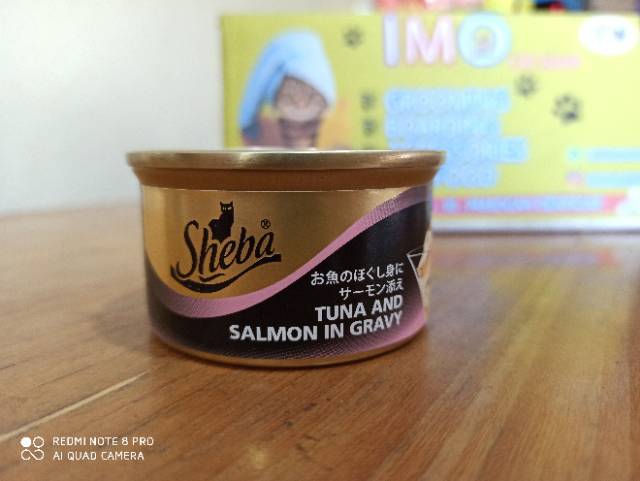 IMO
Sheba®
お魚のほぐし身に
サーモン添え
TUNA AND
SALMON IN GRAVY
REDMI NOTE 8 PRO
AI QUAD CAMERA